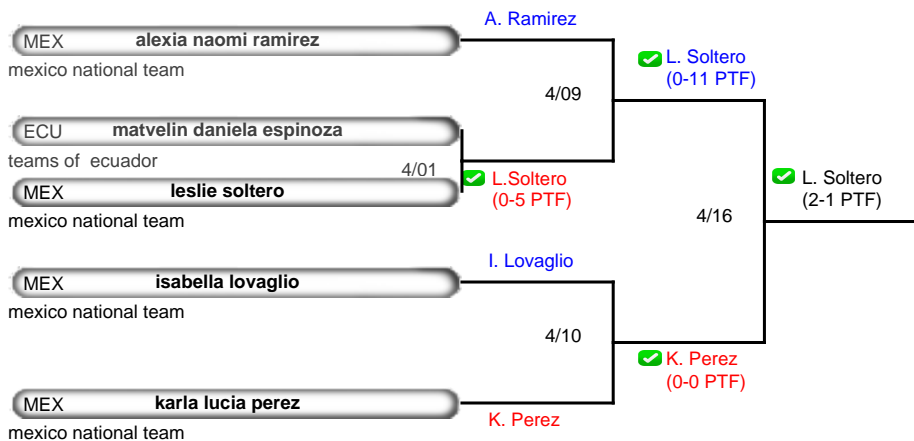 A. Ramirez
MEX alexia naomi ramirez
mexico national team
L. Soltero
(0-11 PTF)
4/09
ECU matvelin daniela espinoza
teams of ecuador
4/01
L.Soltero
(0-5 PTF)
MEX leslie soltero
mexico national team
L. Soltero
(2-1 PTF)
4/16
I. Lovaglio
MEX isabella lovaglio
mexico national team
4/10
K. Perez
(0-0 PTF)
MEX karla lucia perez
K. Perez
mexico national team